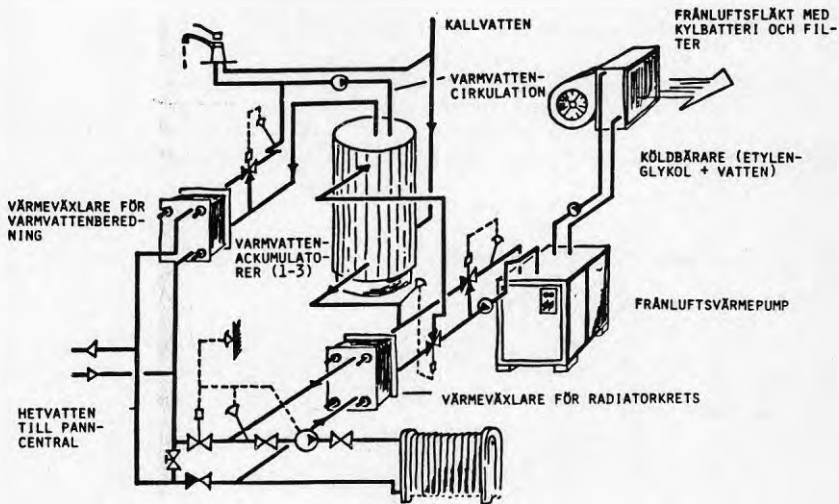 KALLVATTEN
FRÅNLUFTSFLÄKT MED
KYLBATTERI OCH FIL-
TER
VARMVATTEN-
CIRKULATION
KÖLDBÄRARE (ETYLEN-
GLYKOL + VATTEN)
VÄRMEVÄXLARE FÖR
VARMVATTENBERED-
NING
VARMVATTEN-
ACKUMULATO-
RER (1-3)
FRÅNLUFTSVÄRMEPUMP
VÄRMEVÄXLARE FÖR RADIATORKRETS
HETVATTEN
TILL PANN-
CENTRAL